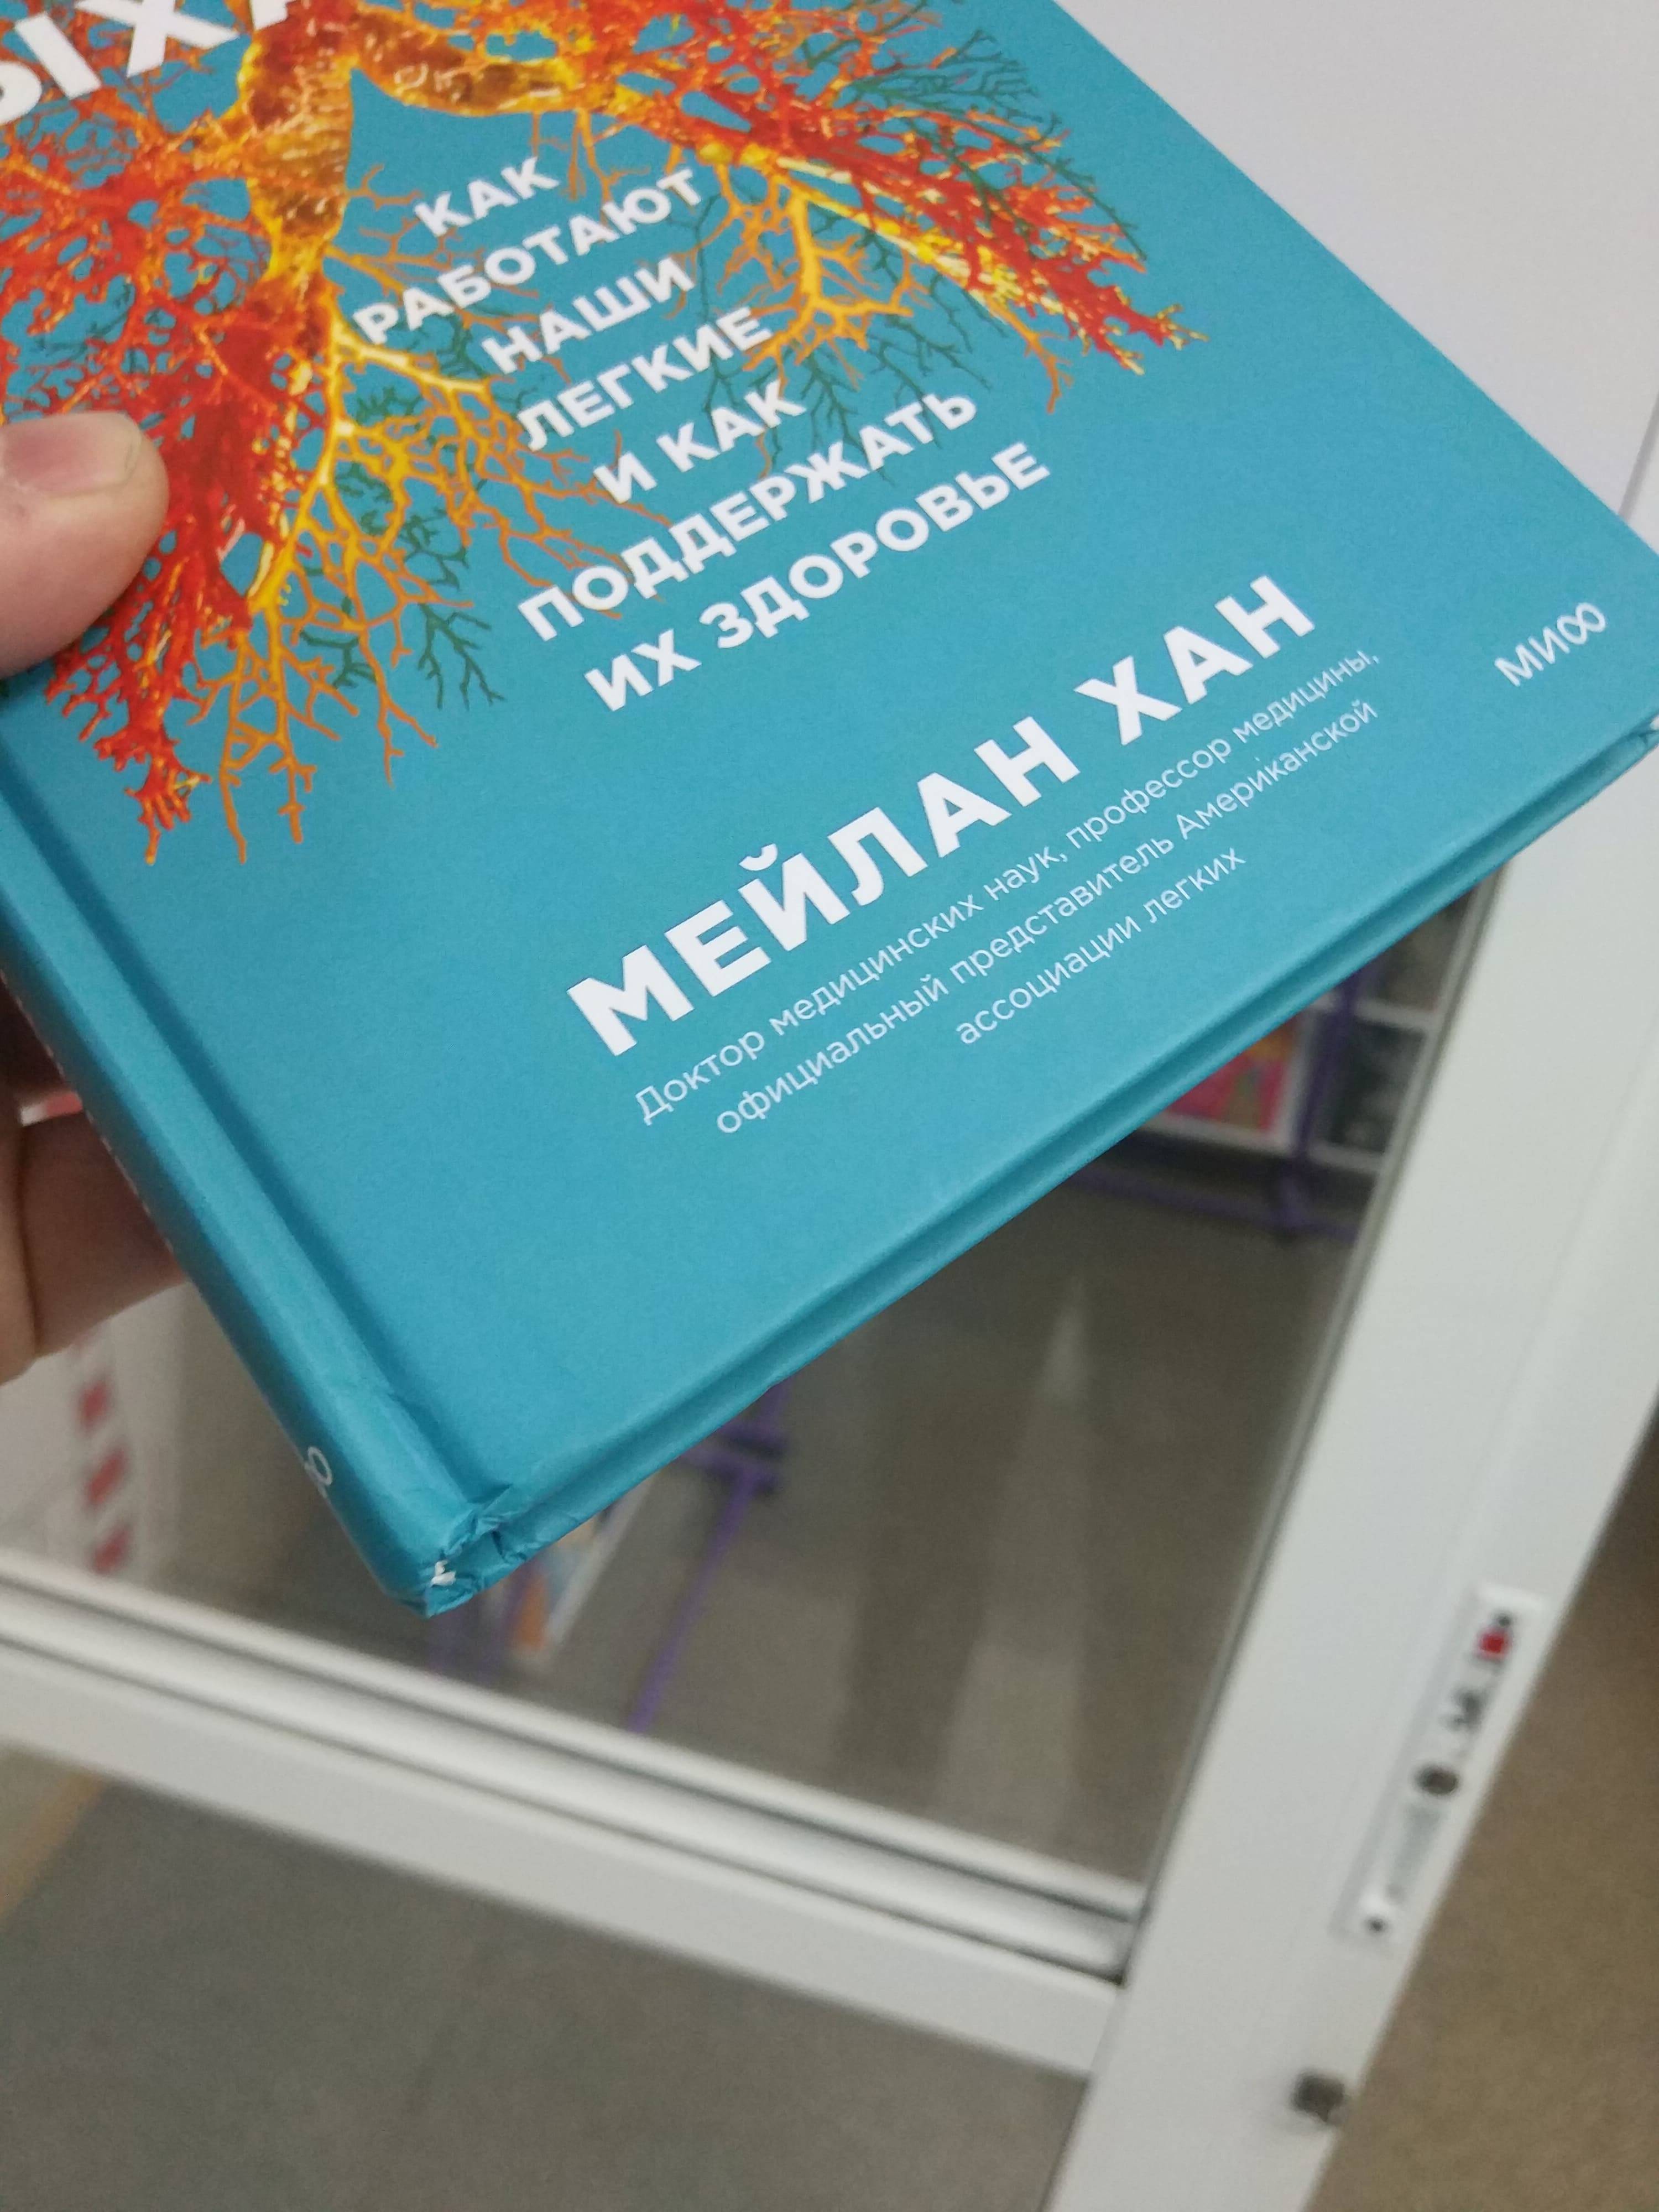 КАК
РАБОТАЮТ
НАШИ
ЛЕГКИЕ
И КАК
ПОДДЕРЖАТЬ
ИХ ЗДОРОВЬЕ
МЕЙЛАН ХАН
Доктор медицинских наук, профессор медицины,
официальный представитель Американской
ассоциации легких
МИФ